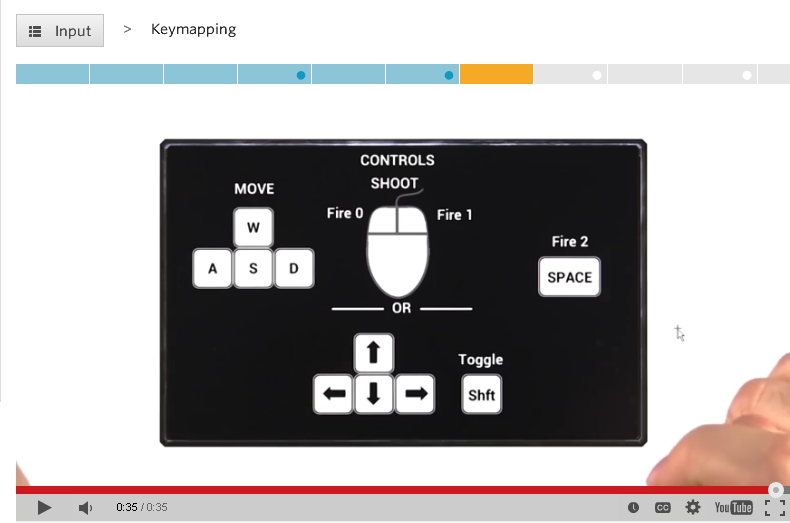 Input > Keymapping
CONTROLS
SHOOT
MOVE
Fire 0
Fire 1
W
A S D
Fire 2
SPACE
OR
Toggle
Shft
0:35 / 0:35
CC
YouTube